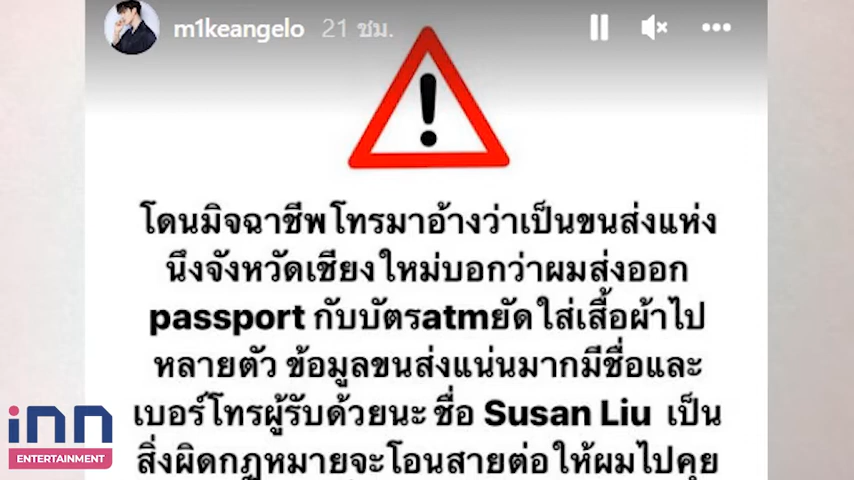 m1keangelo 21 ชม.
โดนมิจฉาชีพโทรมาอ้างว่าเป็นขนส่งแห่ง
นึงจังหวัดเชียงใหม่บอกว่าผมส่งออก
passport กับบัตรatmยัดใส่เสื้อผ้าไป
หลายตัว ข้อมูลขนส่งแน่นมากมีชื่อและ
เบอร์โทรผู้รับด้วยนะ ชื่อ Susan Liu เป็น
สิ่งผิดกฎหมายจะโอนสายต่อให้ผมไปคุย
inn
ENTERTAINMENT